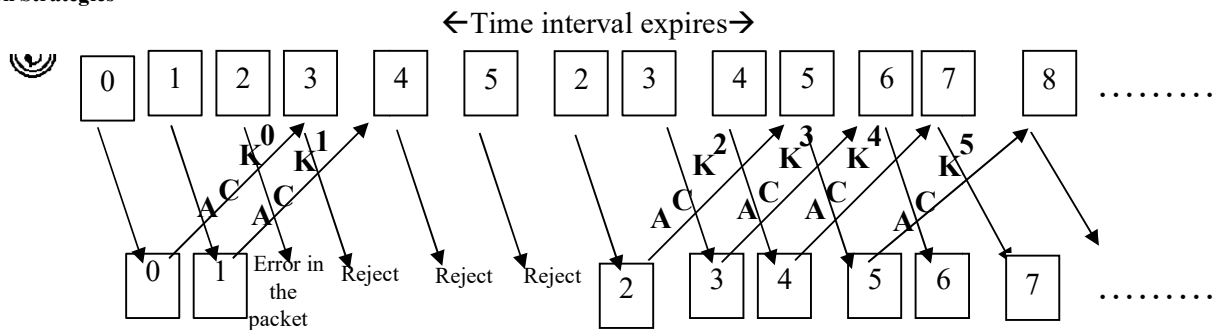 ←Time interval expires→
0 1 2 3 4 5 2 3 4 5 6 7 8 .........
ACK0 ACK1 ACK2 ACK3 ACK4 ACK5
0 1 Error in the packet Reject Reject Reject 2 3 4 5 6 7 .........